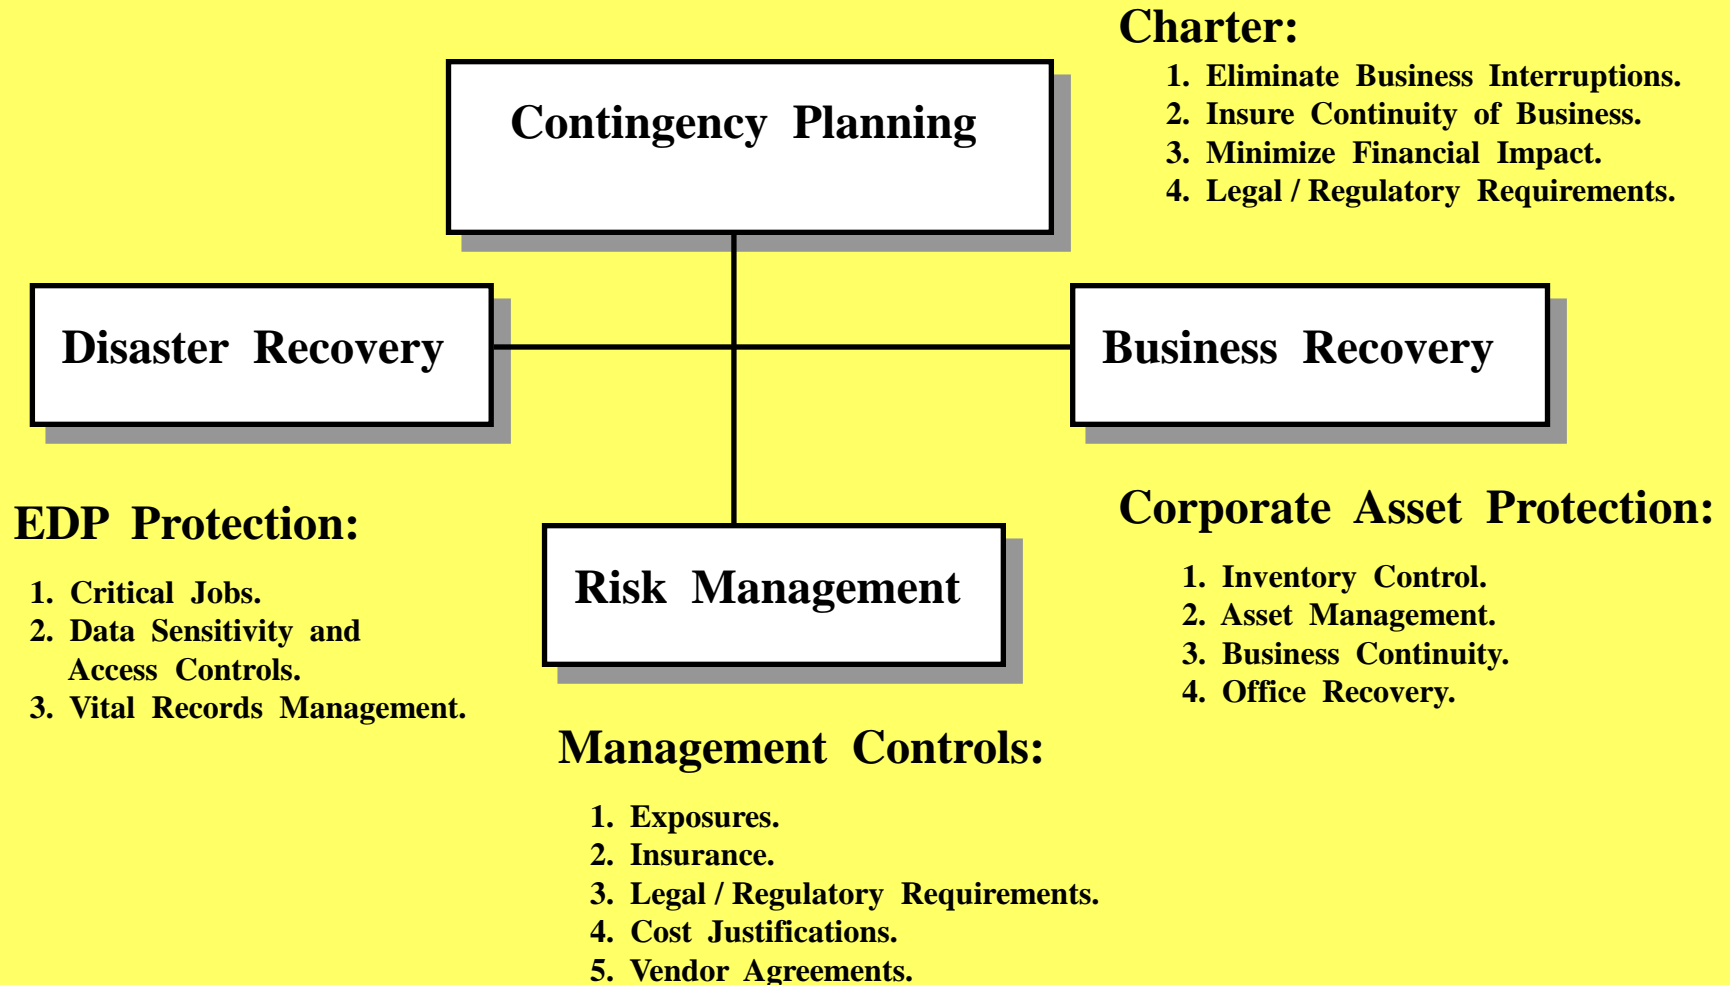 Contingency Planning
Charter:
1. Eliminate Business Interruptions.
2. Insure Continuity of Business.
3. Minimize Financial Impact.
4. Legal / Regulatory Requirements.
Disaster Recovery
EDP Protection:
1. Critical Jobs.
2. Data Sensitivity and
Access Controls.
3. Vital Records Management.
Risk Management
Management Controls:
1. Exposures.
2. Insurance.
3. Legal / Regulatory Requirements.
4. Cost Justifications.
5. Vendor Agreements.
Business Recovery
Corporate Asset Protection:
1. Inventory Control.
2. Asset Management.
3. Business Continuity.
4. Office Recovery.